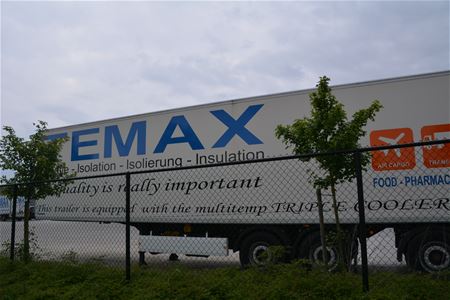 TEMAX
- Isolation - Isolierung - Insulation
quality is really important
This trailer is equipped with the multitemp TRIPLE COOLER
AIR CARGO
FOOD - PHARMAC